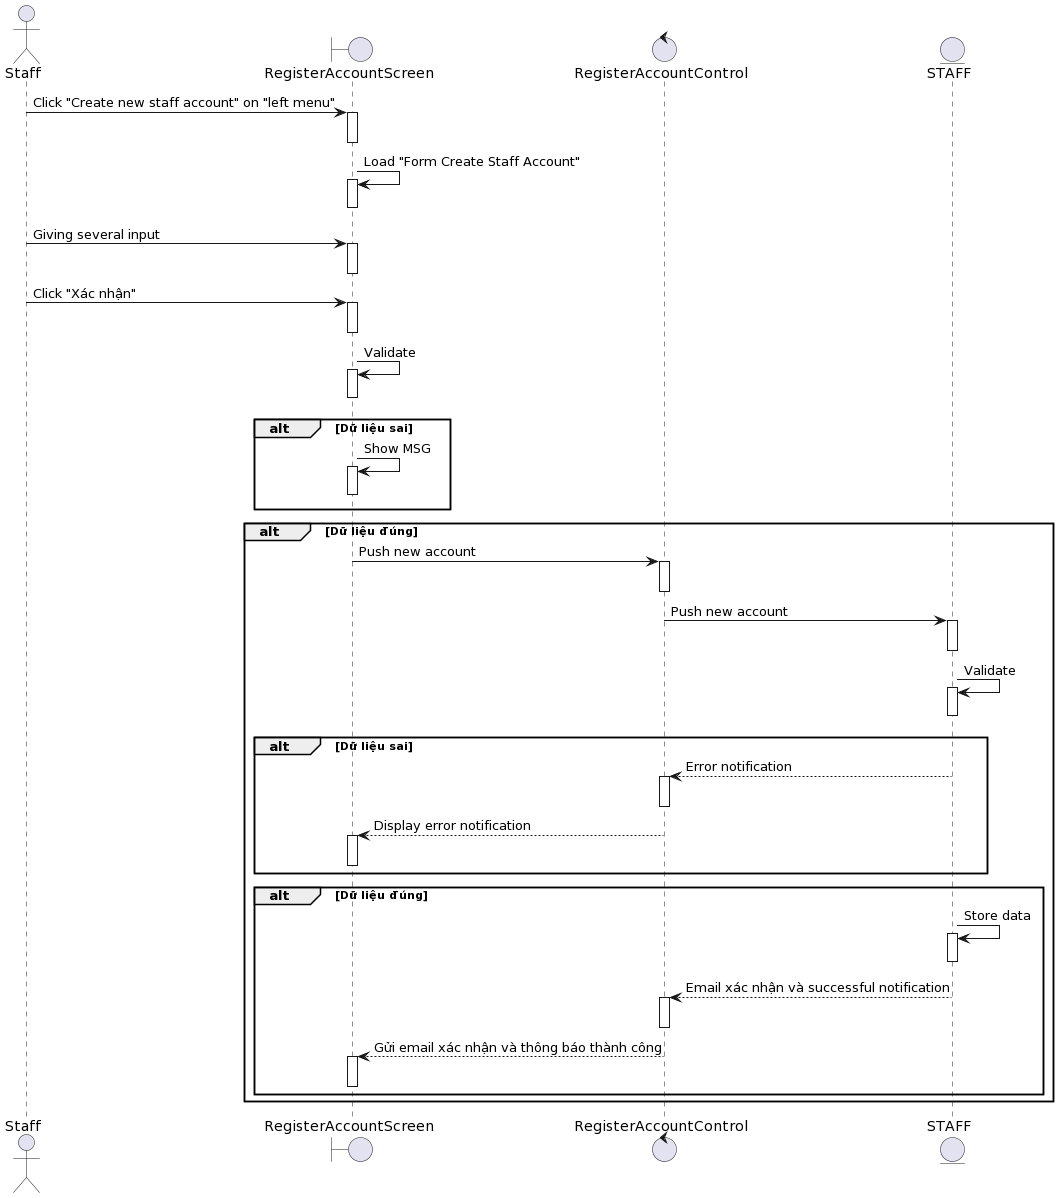 Staff
RegisterAccountScreen
RegisterAccountControl
STAFF
Click "Create new staff account" on "left menu"
Load "Form Create Staff Account"
Giving several input
Click "Xác nhận"
Validate
alt
[Dữ liệu sai]
Show MSG
alt
[Dữ liệu đúng]
Push new account
Push new account
Validate
alt
[Dữ liệu sai]
Error notification
Display error notification
alt
[Dữ liệu đúng]
Store data
Email xác nhận và successful notification
Gửi email xác nhận và thông báo thành công
Staff
RegisterAccountScreen
RegisterAccountControl
STAFF